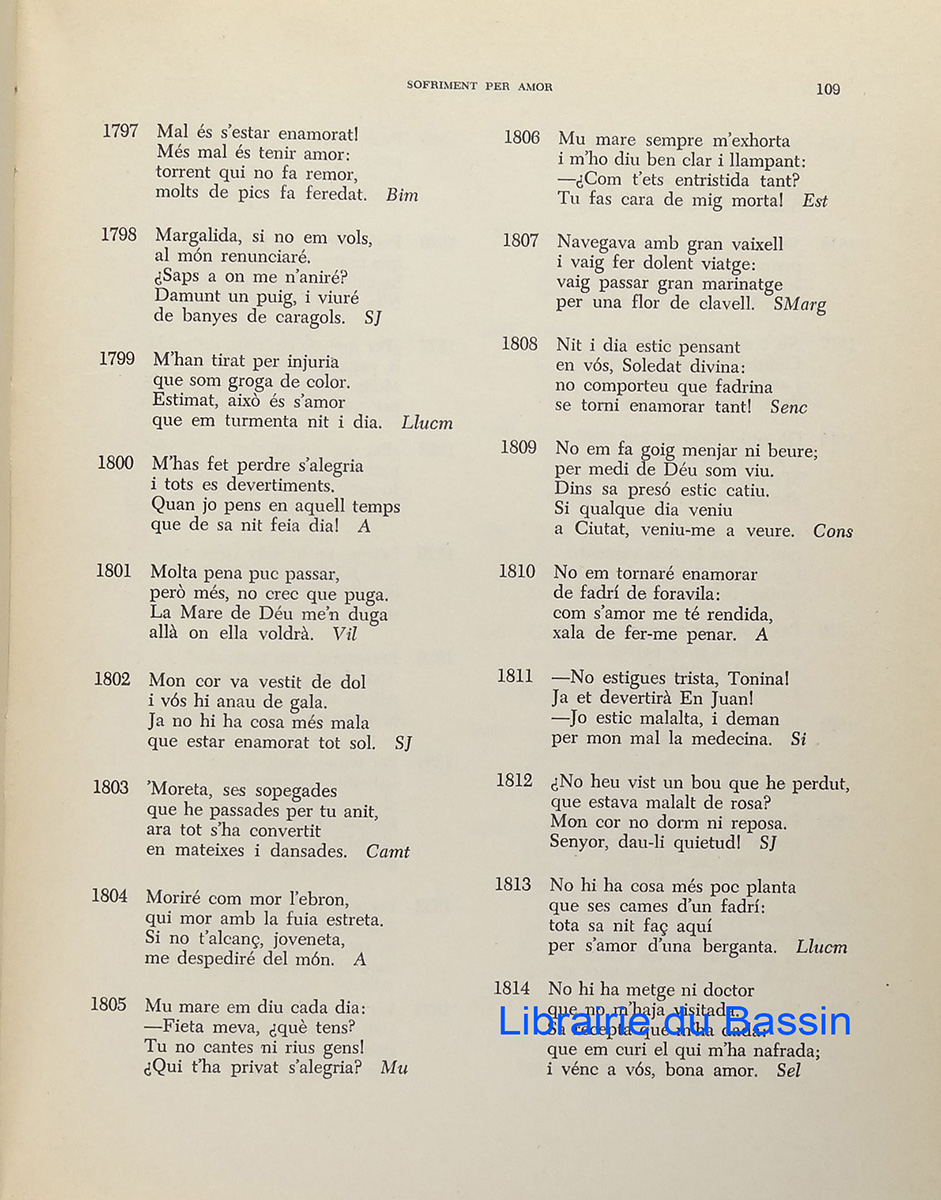 SOFRIMENT PER AMOR
109
1797 Mal és s'estar enamorat!
Més mal és tenir amor:
torrent qui no fa remor,
molts de pics fa feredat. Bim
1798 Margalida, si no em vols,
al món renunciaré.
¿Saps a on me n'aniré?
Damunt un puig, i viuré
de banyes de caragols. SJ
1799 M'han tirat per injuria
que som groga de color.
Estimat, això és s'amor
que em turmenta nit i dia. Llucm
1800 M'has fet perdre s'alegria
i tots es devertiments.
Quan jo pens en aquell temps
que de sa nit feia dia! A
1801 Molta pena puc passar,
però més, no crec que puga.
La Mare de Déu me'n duga
allà on ella voldrà. Vil
1802 Mon cor va vestit de dol
i vós hi anau de gala.
Ja no hi ha cosa més mala
que estar enamorat tot sol. SJ
1803 'Moreta, ses sopegades
que he passades per tu anit,
ara tot s'ha convertit
en mateixes i dansades. Camt
1804 Moriré com mor l'ebron,
qui mor amb la fuia estreta.
Si no t'alcanç, joveneta,
me despediré del món. A
1805 Mu mare em diu cada dia:
—Fieta meva, ¿què tens?
Tu no cantes ni rius gens!
¿Qui t'ha privat s'alegria? Mu
1806 Mu mare sempre m'exhorta
i m'ho diu ben clar i llampant:
—¿Com t'ets entristida tant?
Tu fas cara de mig morta! Est
1807 Navegava amb gran vaixell
i vaig fer dolent viatge:
vaig passar gran marinatge
per una flor de clavell. SMarg
1808 Nit i dia estic pensant
en vós, Soledat divina:
no comporteu que fadrina
se torni enamorar tant! Senc
1809 No em fa goig menjar ni beure;
per medi de Déu som viu.
Dins sa presó estic catiu.
Si qualque dia veniu
a Ciutat, veniu-me a veure. Cons
1810 No em tornaré enamorar
de fadrí de foravila:
com s'amor me té rendida,
xala de fer-me penar. A
1811 —No estigues trista, Tonina!
Ja et devertirà En Juan!
—Jo estic malalta, i deman
per mon mal la medecina. Si
1812 ¿No heu vist un bou que he perdut,
que estava malalt de rosa?
Mon cor no dorm ni reposa.
Senyor, dau-li quietud! SJ
1813 No hi ha cosa més poc planta
que ses cames d'un fadrí:
tota sa nit faç aquí
per s'amor d'una berganta. Llucm
1814 No hi ha metge ni doctor
que no m'haja visitada.
Sa recepta que m'ha dada:
que em curi el qui m'ha nafrada;
i vénc a vós, bona amor. Sel
Librairie du Bassin